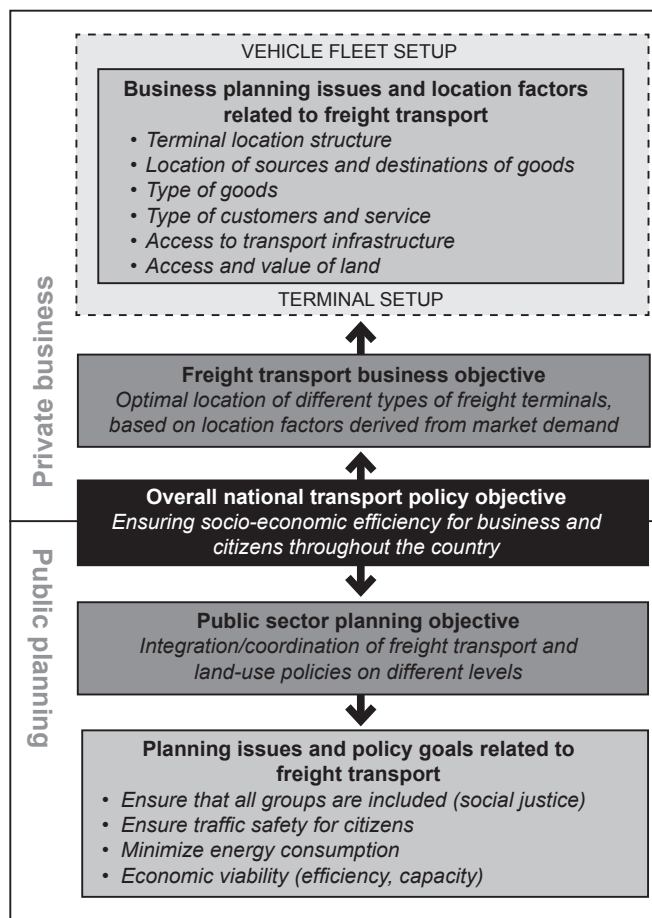 VEHICLE FLEET SETUP
Business planning issues and location factors
related to freight transport
• Terminal location structure
• Location of sources and destinations of goods
• Type of goods
• Type of customers and service
• Access to transport infrastructure
• Access and value of land
TERMINAL SETUP
Private business
Freight transport business objective
Optimal location of different types of freight terminals,
based on location factors derived from market demand
Overall national transport policy objective
Ensuring socio-economic efficiency for business and
citizens throughout the country
Public planning
Public sector planning objective
Integration/coordination of freight transport and
land-use policies on different levels
Planning issues and policy goals related to
freight transport
• Ensure that all groups are included (social justice)
• Ensure traffic safety for citizens
• Minimize energy consumption
• Economic viability (efficiency, capacity)